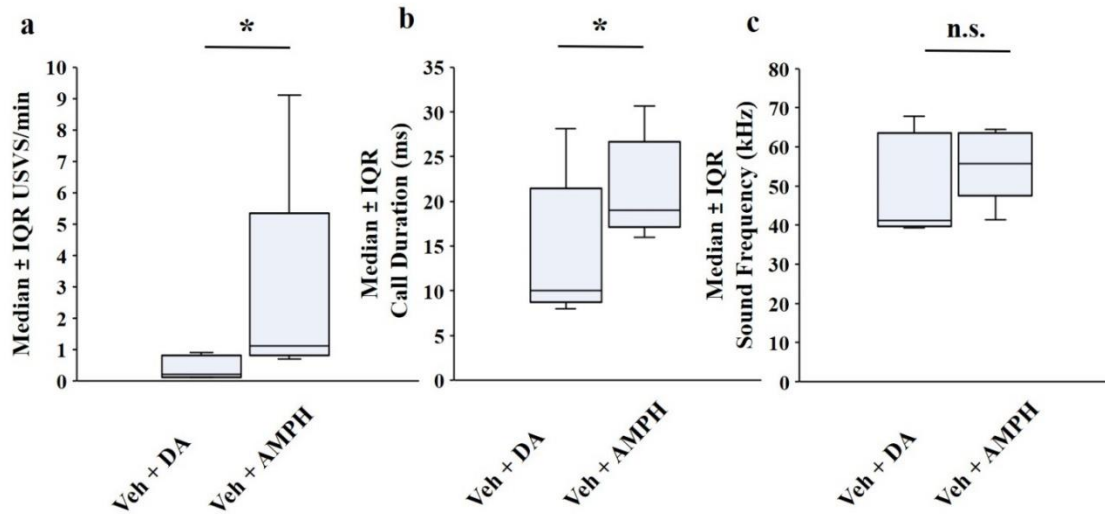 a
*
Median ± IQR USVS/min
10
9
8
7
6
5
4
3
2
1
0
Veh + DA
Veh + AMPH
b
*
Median ± IQR
Call Duration (ms)
35
30
25
20
15
10
5
0
Veh + DA
Veh + AMPH
c
n.s.
Median ± IQR
Sound Frequency (kHz)
80
70
60
50
40
30
20
10
0
Veh + DA
Veh + AMPH